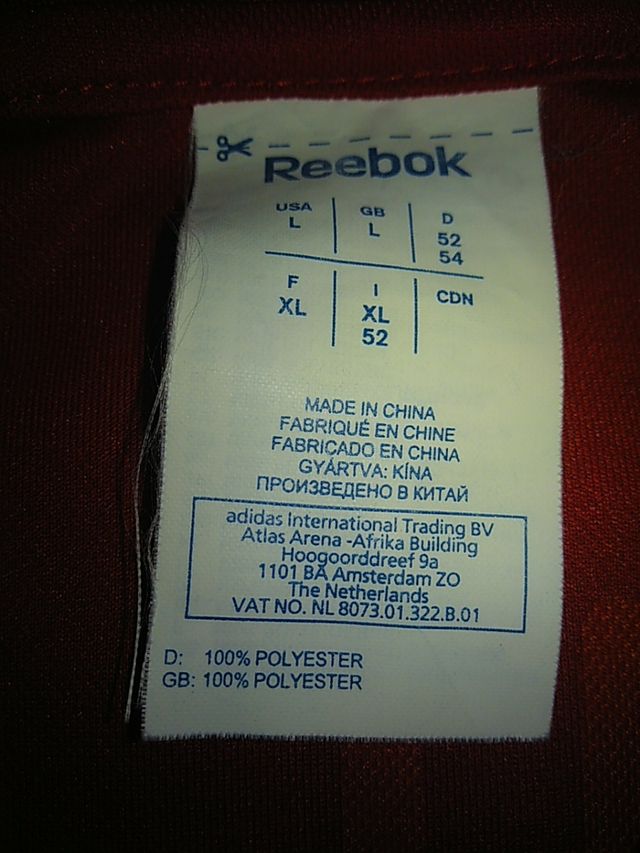 Reebok
USA GB D
L L 52
54
F I CDN
XL XL
52
MADE IN CHINA
FABRIQUÉ EN CHINE
FABRICADO EN CHINA
GYÁRTVA: KÍNA
ПРОИЗВЕДЕНО В КИТАЙ
adidas International Trading BV
Atlas Arena -Afrika Building
Hoogoorddreef 9a
1101 BA Amsterdam ZO
The Netherlands
VAT NO. NL 8073.01.322.B.01
D: 100% POLYESTER
GB: 100% POLYESTER